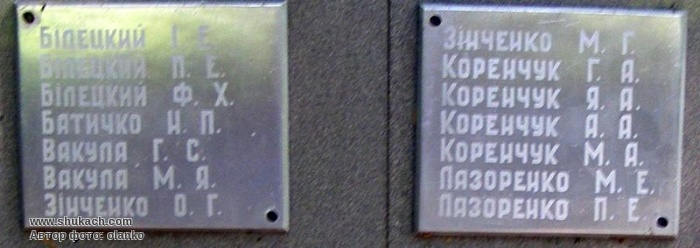 Білецкий І. Е.
Білецкий П. Е.
Білецкий Ф. Х.
Батичко И. П.
Вакула Г. С.
Вакула М. Я.
Зінченко О. Г.
Зінченко М. Г.
Коренчук Г. А.
Коренчук Я. А.
Коренчук А. А.
Коренчук М. А.
Лазоренко М. Е.
Лазоренко П. Е.
www.shukach.com
Автор фото: olanko